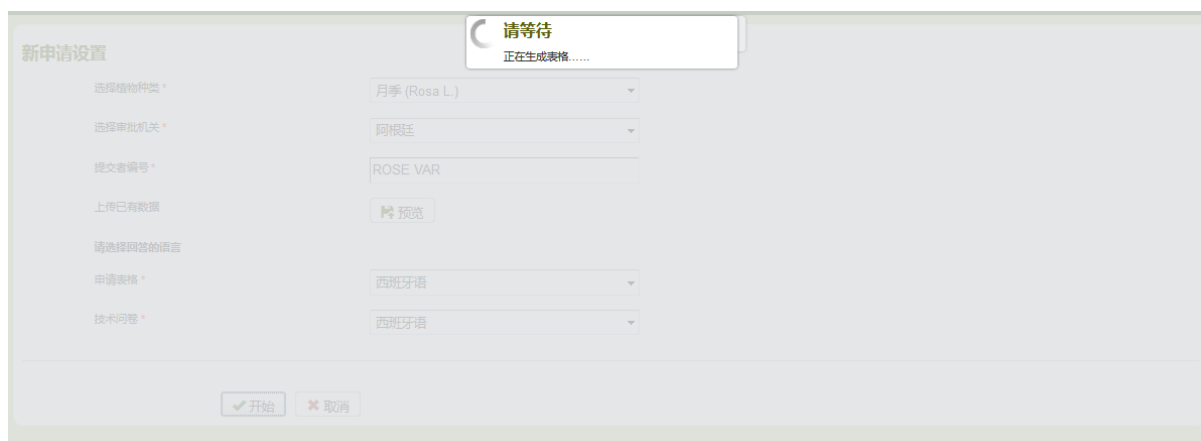 请等待
正在生成表格......
新申请设置
选择植物种类 *
月季 (Rosa L.)
选择审批机关 *
阿根廷
提交者编号 *
ROSE VAR
上传已有数据
预览
请选择回答的语言
申请表格 *
西班牙语
技术问卷 *
西班牙语
开始
取消